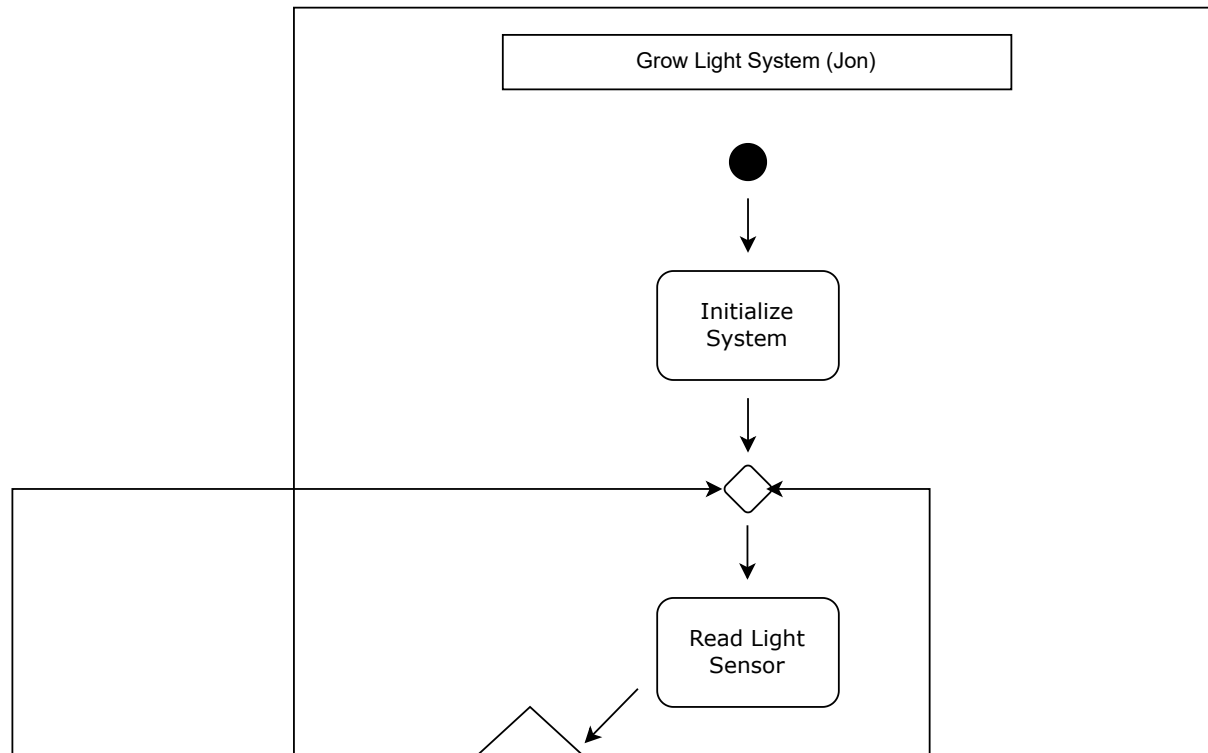 Grow Light System (Jon)
Initialize
System
Read Light
Sensor